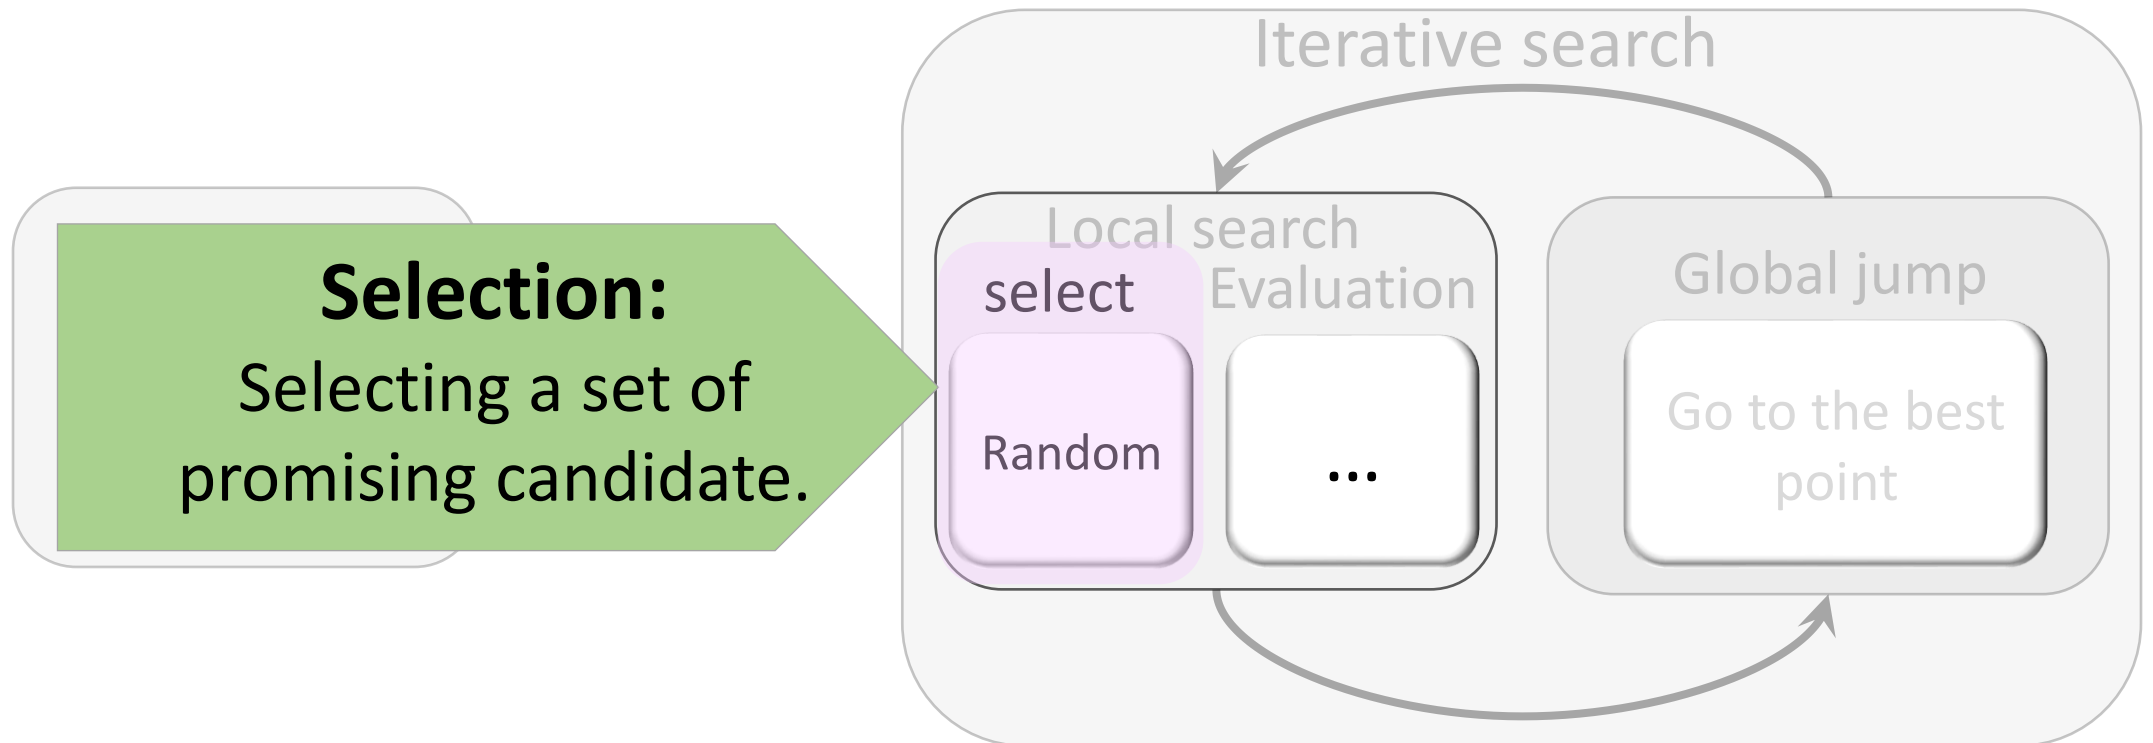 Iterative search
Local search
select
Evaluation
Global jump
Selection:
Selecting a set of
promising candidate.
Random
...
Go to the best
point